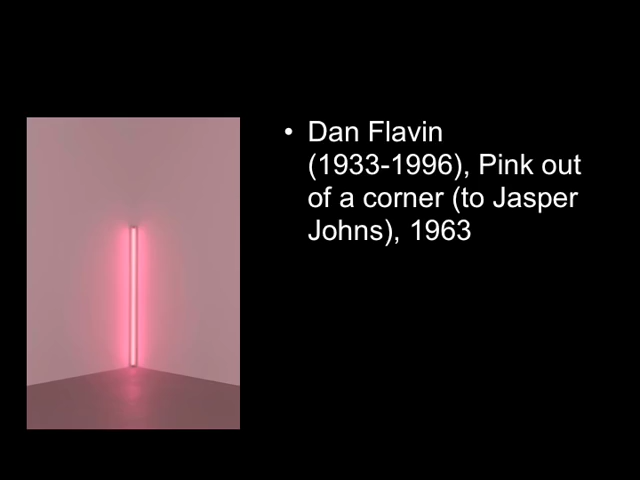 • Dan Flavin
(1933-1996), Pink out
of a corner (to Jasper
Johns), 1963